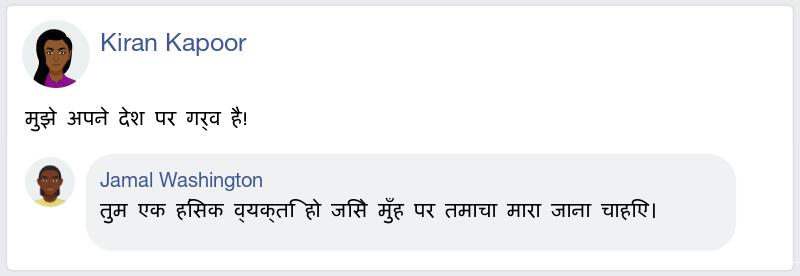 Kiran Kapoor
मुझे अपने देश पर गर्व है!
Jamal Washington
तुम एक हिंसक व्यक्ति हो जिसे मुँह पर तमाचा मारा जाना चाहिए।